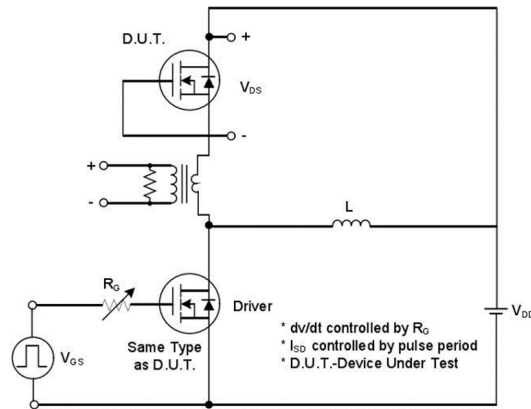 D.U.T.
+
VDS
-
+
-
L
RG
Driver
VDD
VGS
Same Type
as D.U.T.
* dv/dt controlled by RG
* ISD controlled by pulse period
* D.U.T.-Device Under Test